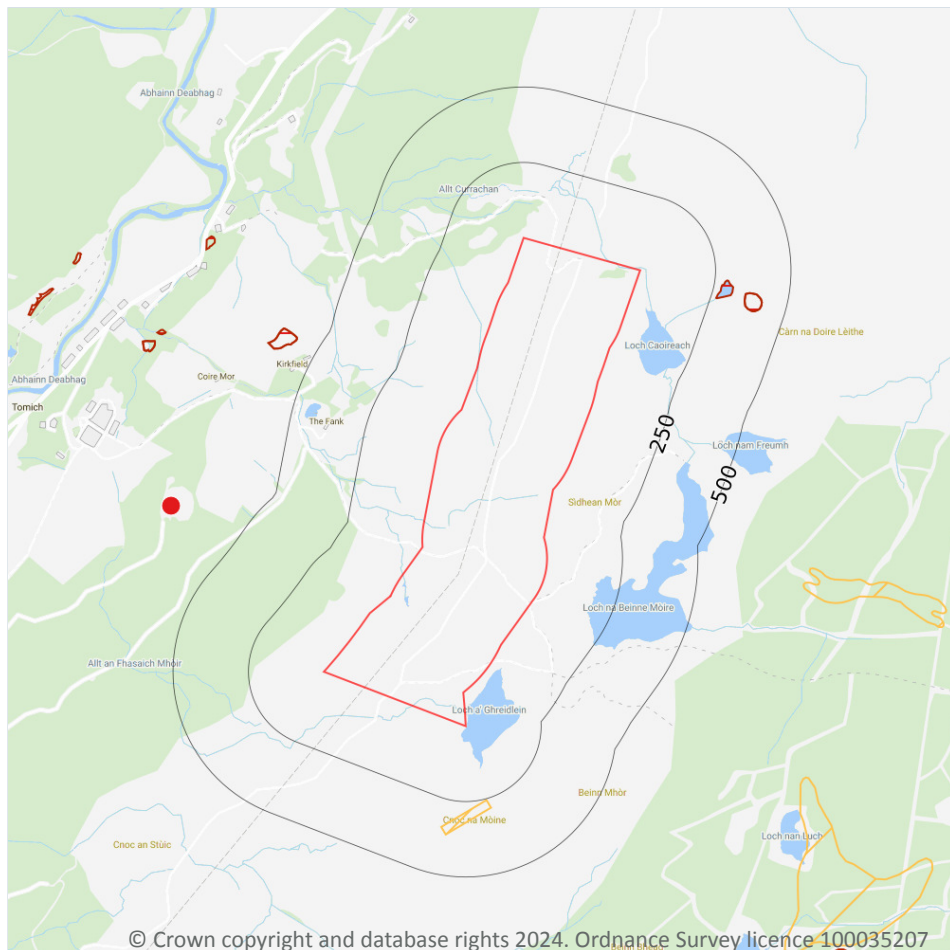 Abhainn Deabhag
Allt Currachan
Càrn na Doire Lèithe
Loch Caoireach
Kirkfield
Coire Mor
Abhainn Deabhag
Tomich
The Fank
250
Loch nam Freumh
500
Sìdhean Mòr
Loch na Beinne Mòire
Allt an Fhasaich Mhoir
Loch a' Ghreidlein
Beinn Mhòr
Cnoc na Mòine
Loch nan Luch
Cnoc an Stùic
© Crown copyright and database rights 2024. Ordnance Survey licence 100035207